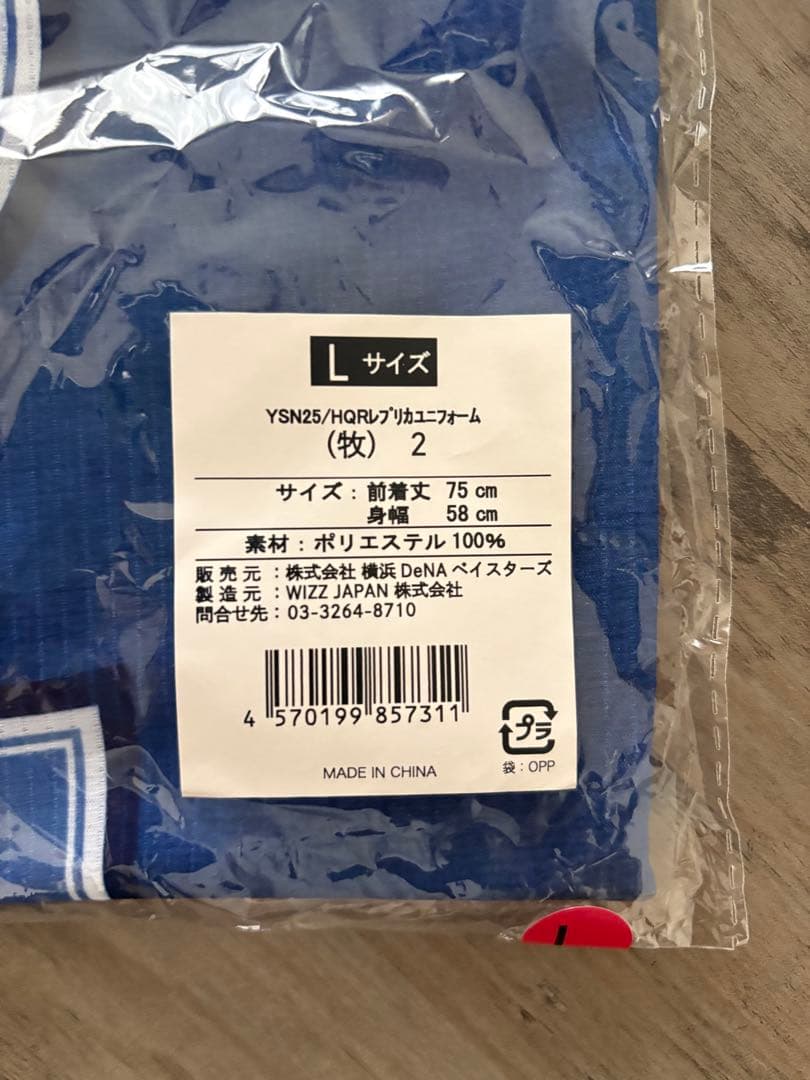 L サイズ
YSN25/HQRﾚﾌﾟﾘｶﾕﾆﾌｫｰﾑ
（牧） 2
サイズ：前着丈 75 cm
身幅 58 cm
素材：ポリエステル 100%
販売元：株式会社 横浜 DeNA ベイスターズ
製造元：WIZZ JAPAN 株式会社
問合せ先：03-3264-8710
4 570199 857311
プラ
袋：OPP
MADE IN CHINA